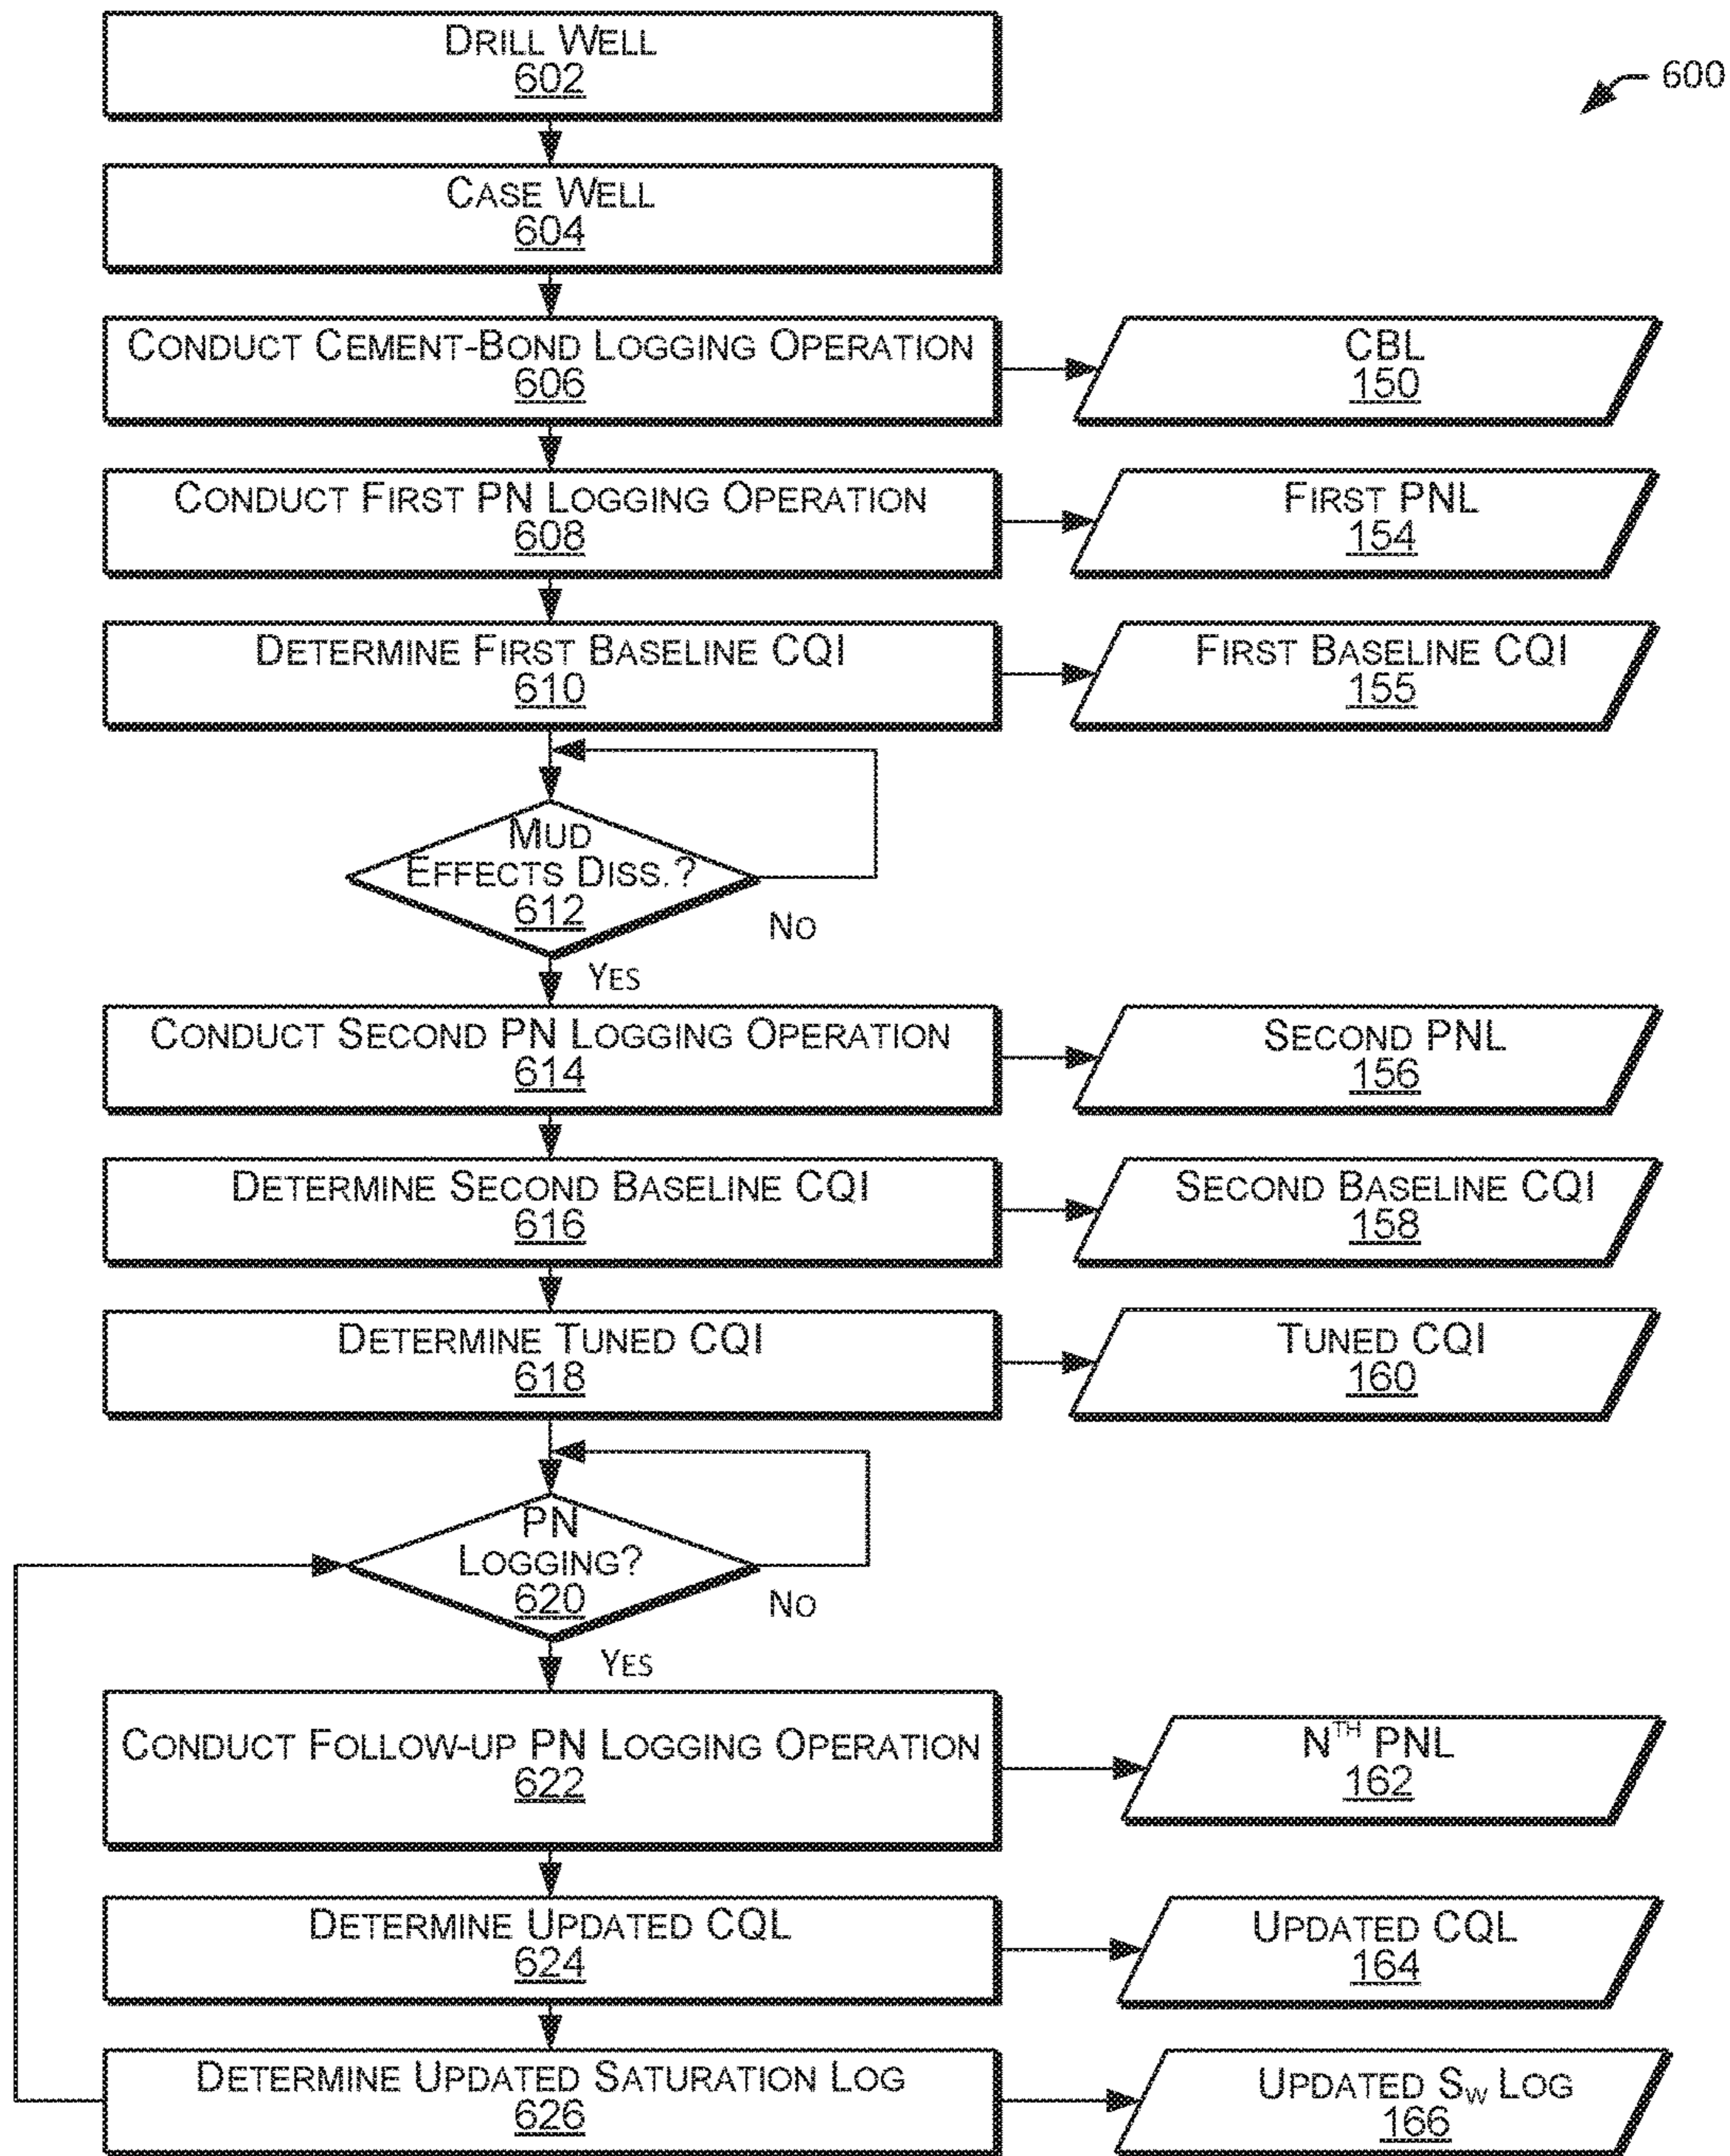 DRILL WELL
602
600
CASE WELL
604
CONDUCT CEMENT-BOND LOGGING OPERATION
606
CBL
150
CONDUCT FIRST PN LOGGING OPERATION
608
FIRST PNL
154
DETERMINE FIRST BASELINE CQI
610
FIRST BASELINE CQI
155
MUD
EFFECTS DISS.?
612
NO
YES
CONDUCT SECOND PN LOGGING OPERATION
614
SECOND PNL
156
DETERMINE SECOND BASELINE CQI
616
SECOND BASELINE CQI
158
DETERMINE TUNED CQI
618
TUNED CQI
160
PN
LOGGING?
620
NO
YES
CONDUCT FOLLOW-UP PN LOGGING OPERATION
622
NTH PNL
162
DETERMINE UPDATED CQL
624
UPDATED CQL
164
DETERMINE UPDATED SATURATION LOG
626
UPDATED SW LOG
166